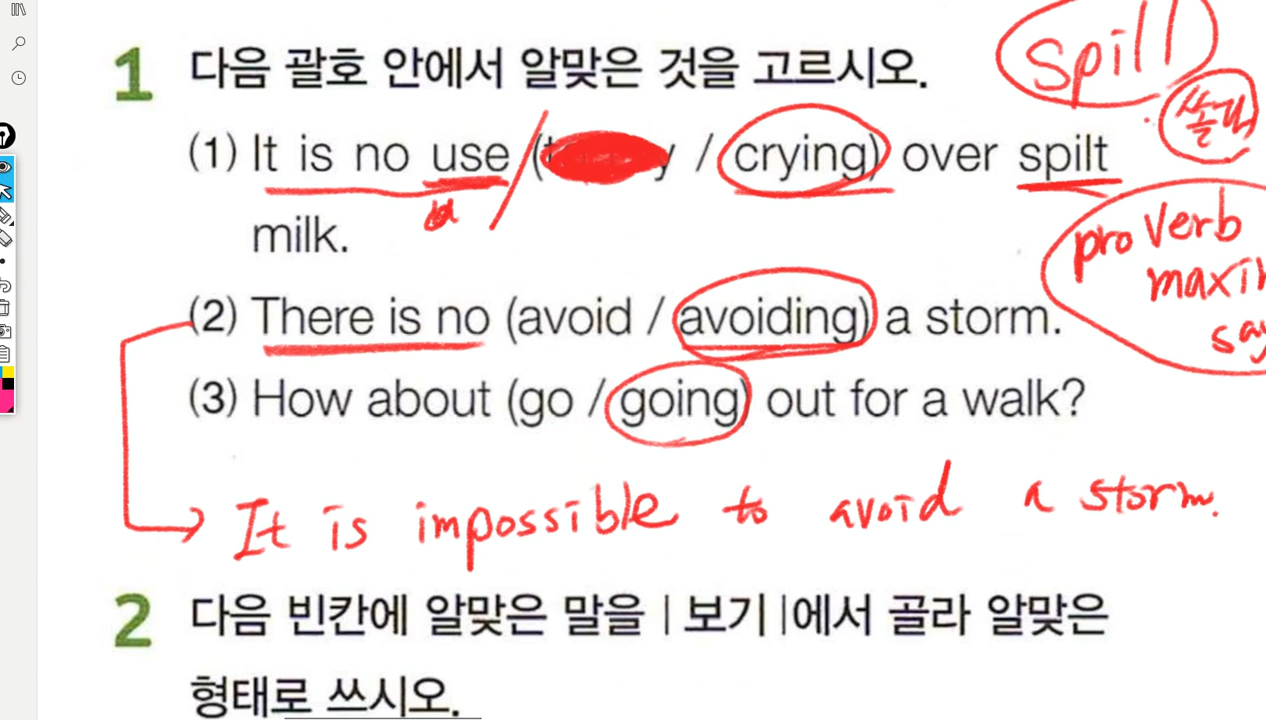 spill
쏟다
1 다음 괄호 안에서 알맞은 것을 고르시오.
(1) It is no use ( / crying) over spilt
milk.
proverb
(2) There is no (avoid / avoiding) a storm.
(3) How about (go / going) out for a walk?
It is impossible to avoid a storm.
2 다음 빈칸에 알맞은 말을 | 보기 |에서 골라 알맞은
형태로 쓰시오.